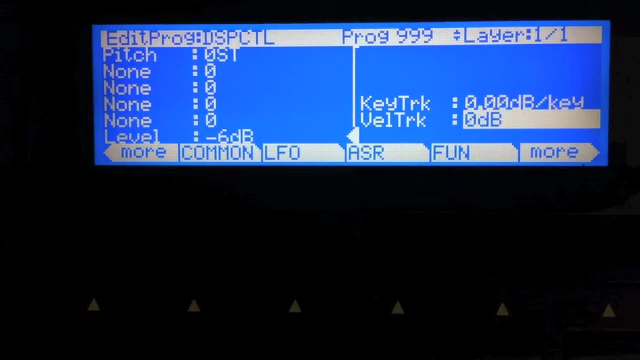 EditProg:DSPCTL Prog 999 Layer:1/1
Pitch :0ST
None :0
None :0
None :0 KeyTrk :0.00dB/key
None :0 VelTrk :0dB
Level :-6dB
more COMMON LFO ASR FUN more